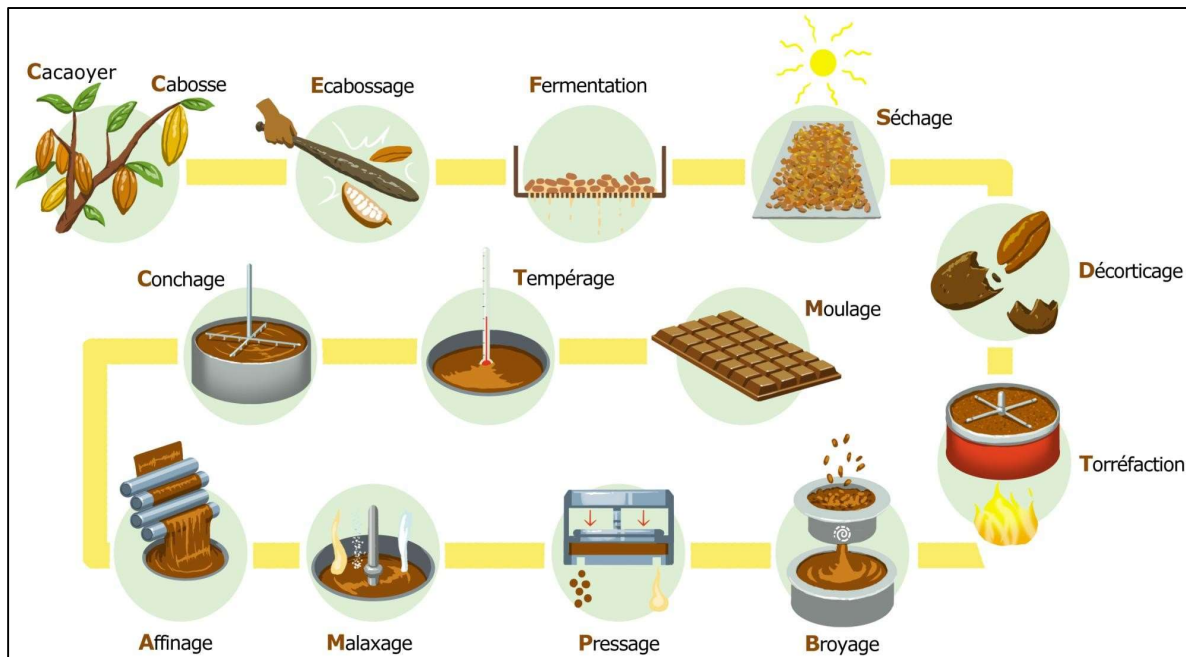 Cacaoyer
Cabosse
Ecabossage
Fermentation
Séchage
Décorticage
Torréfaction
Broyage
Pressage
Malaxage
Affinage
Conchage
Tempérage
Moulage